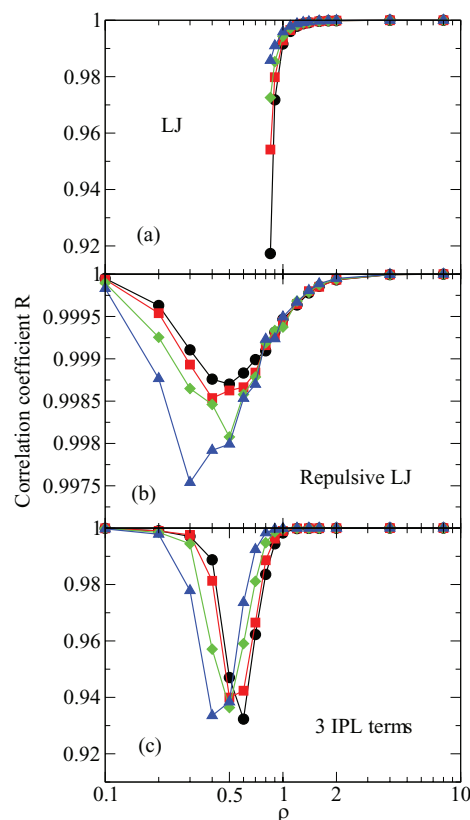 1
0.98
0.96
0.94
0.92
LJ
(a)
1
0.9995
0.999
0.9985
0.998
0.9975
Correlation coefficient R
(b)
Repulsive LJ
1
0.98
0.96
0.94
0.92
(c)
3 IPL terms
0.1 0.5 1 2 10
ρ